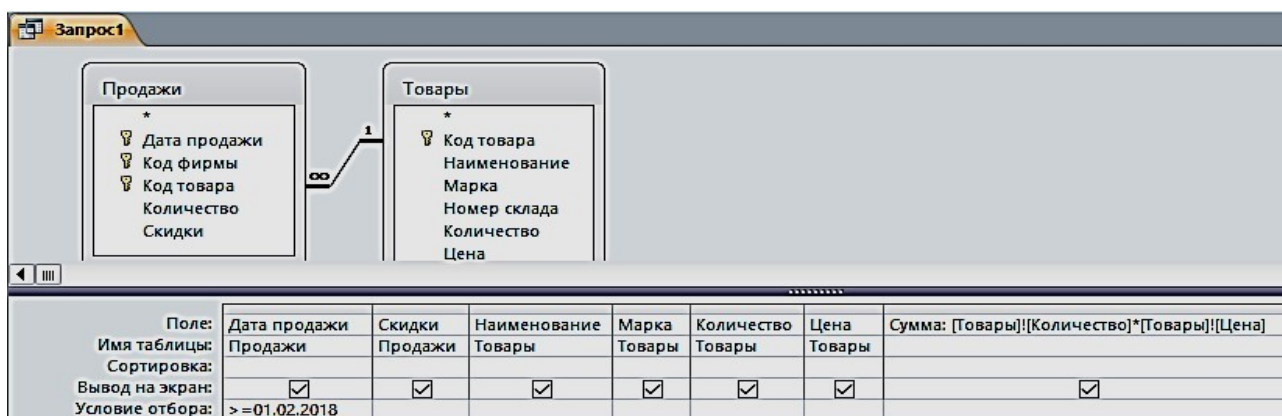 Запрос1
Продажи
*
Дата продажи
Код фирмы
Код товара
Количество
Скидки
∞
1
Товары
*
Код товара
Наименование
Марка
Номер склада
Количество
Цена
Поле: Дата продажи Скидки Наименование Марка Количество Цена Сумма: [Товары]![Количество]*[Товары]![Цена]
Имя таблицы: Продажи Продажи Товары Товары Товары Товары
Сортировка:
Вывод на экран:
Условие отбора: >=01.02.2018